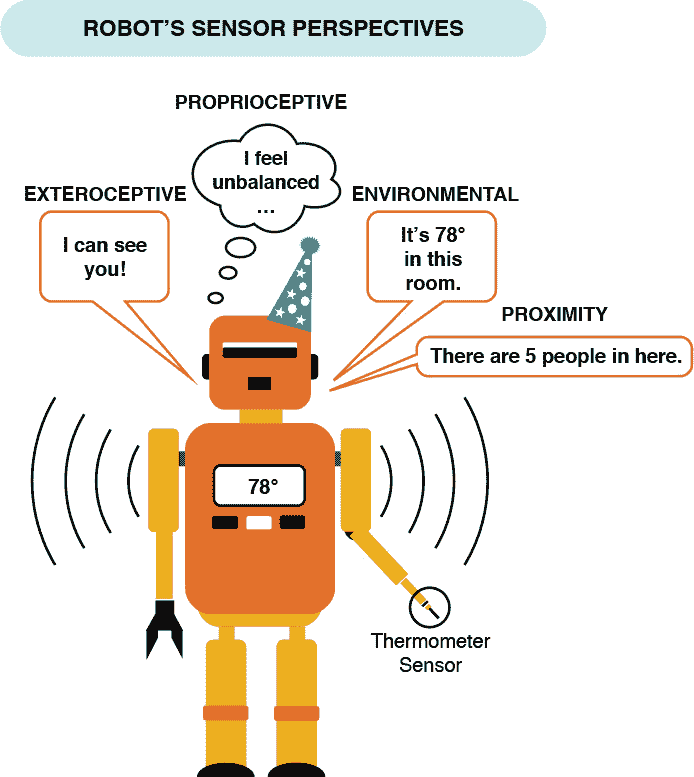 ROBOT’S SENSOR PERSPECTIVES
PROPRIOCEPTIVE
I feel
unbalanced
...
EXTEROCEPTIVE
I can see
you!
ENVIRONMENTAL
It’s 78°
in this
room.
PROXIMITY
There are 5 people in here.
78°
Thermometer
Sensor